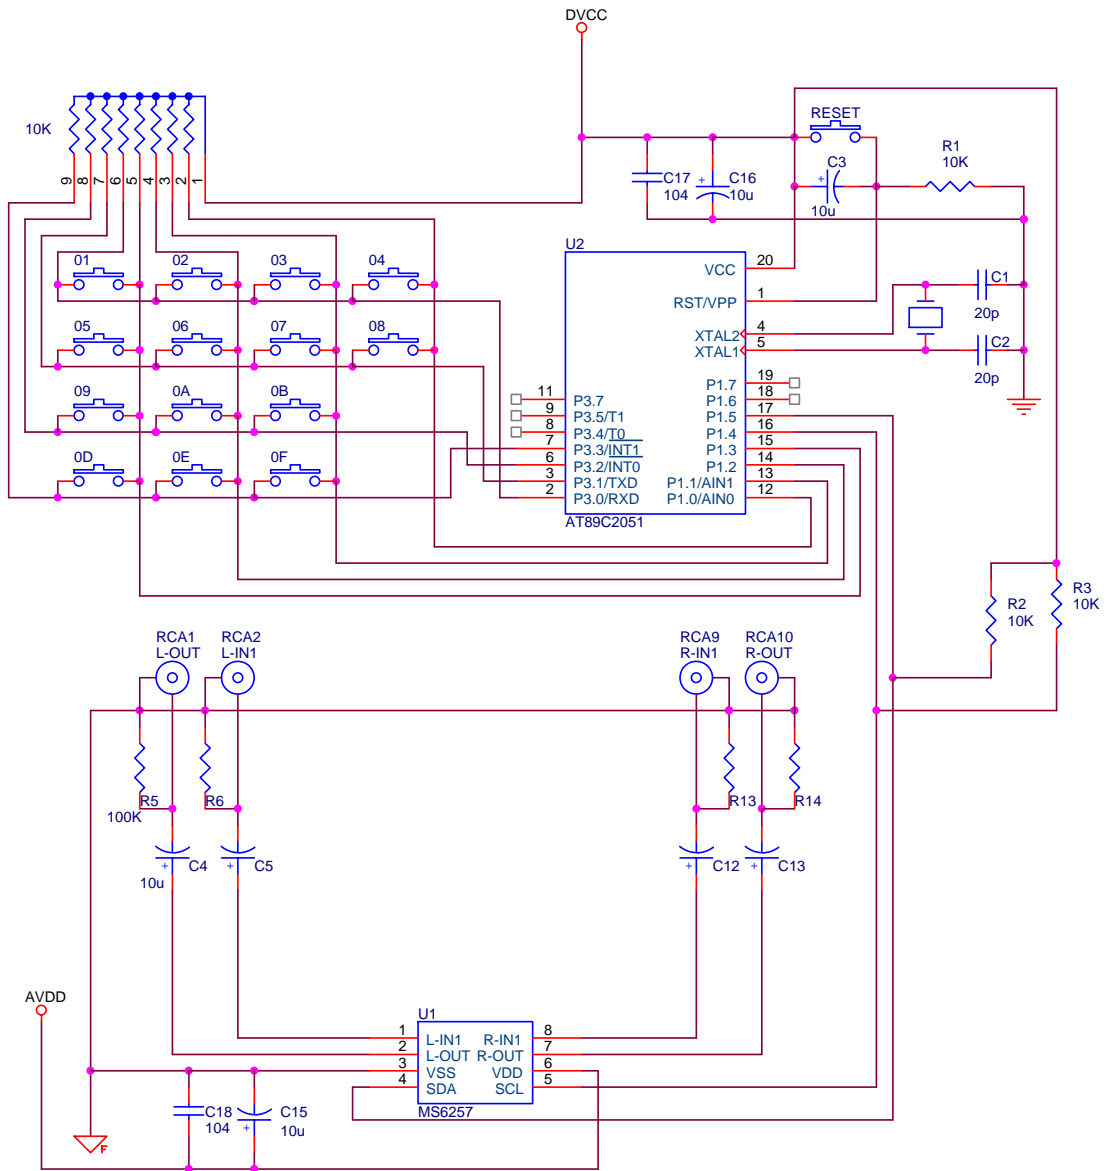 DVCC
10K
9 8 7 6 5 4 3 2 1
RESET
R1
10K
C17
104
C16
10u
C3
10u
01 02 03 04
05 06 07 08
09 0A 0B
0D 0E 0F
U2
VCC 20
RST/VPP 1
XTAL2 4
XTAL1 5
P1.7 19
P1.6 18
11 P3.7 P1.5 17
9 P3.5/T1 P1.4 16
8 P3.4/T0
7 P3.3/INT1 P1.3 15
6 P3.2/INT0 P1.2 14
3 P3.1/TXD P1.1/AIN1 13
2 P3.0/RXD P1.0/AIN0 12
AT89C2051
C1
20p
C2
20p
R2
10K
R3
10K
RCA1
L-OUT
RCA2
L-IN1
RCA9
R-IN1
RCA10
R-OUT
R5
100K
R6
R13
R14
C4
10u
C5
C12
C13
AVDD
U1
1 L-IN1 R-IN1 8
2 L-OUT R-OUT 7
3 VSS VDD 6
4 SDA SCL 5
MS6257
C18
104
C15
10u
F